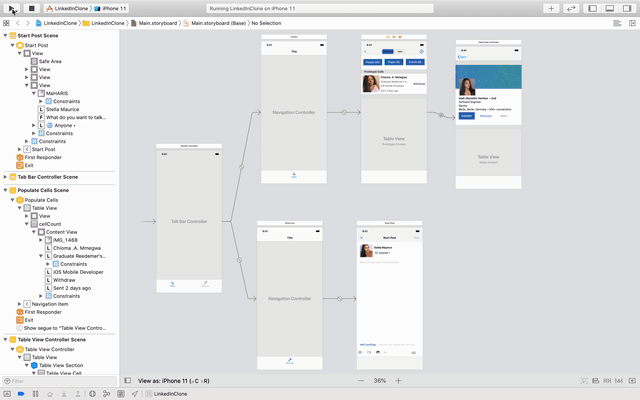 LinkedInClone
iPhone 11
Running LinkedInClone on iPhone 11
LinkedInClone
LinkedInClone
Main.storyboard
Main.storyboard (Base)
No Selection
Start Post Scene
Start Post
View
Safe Area
View
View
View
MaHARIS
Constraints
Stella Maurice
What do you want to talk...
Anyone
Constraints
Constraints
Start Post
First Responder
Exit
Tab Bar Controller Scene
Populate Cells Scene
Populate Cells
Table View
View
cellCount
Content View
IMG_1468
Chioma A. Mmegwa
Graduate Reedemer's...
Constraints
iOS Mobile Developer
Withdraw
Sent 2 days ago
Constraints
Navigation Item
First Responder
Exit
Show segue to "Table View Contro...
Table View Controller Scene
Table View Controller
Table View
Table View Section
Table View Cell
Filter
Tab Bar Controller
Title
Navigation Controller
Title
Navigation Controller
Chioma A. Mmegwa
Table View
Prototype Content
Table View
Start Post
Stella Maurice
View as: iPhone 11
36%
LinkedInClone